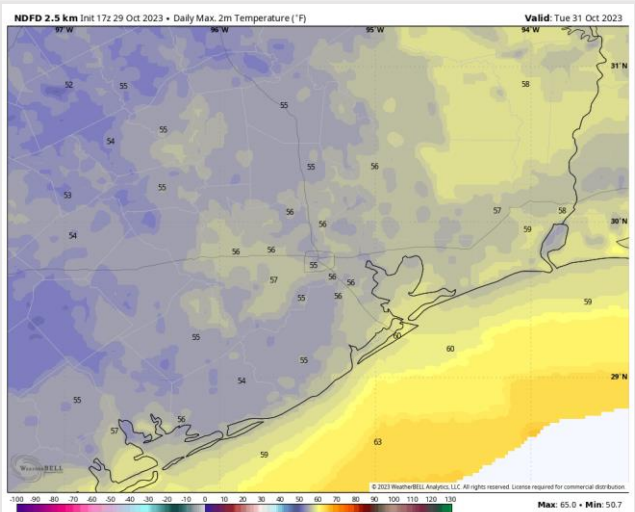 NDFD 2.5 km Init 17z 29 Oct 2023 • Daily Max. 2m Temperature (°F) Valid: Tue 31 Oct 2023
97°W 96°W 95°W 94°W
31°N
52 55 58
55
55
54
55 56
55
53
56 57 58
30°N
56
54 59
56 56
55
57 56 56
55 56 59
55 60
60
55
29°N
54
55
56
57
63
59
WeatherBELL
© 2023 WeatherBELL Analytics, LLC. All rights reserved. License required for commercial distribution.
-100 -90 -80 -70 -60 -50 -40 -30 -20 -10 0 10 20 30 40 50 60 70 80 90 100 110 120 130
Max: 65.0 • Min: 50.7